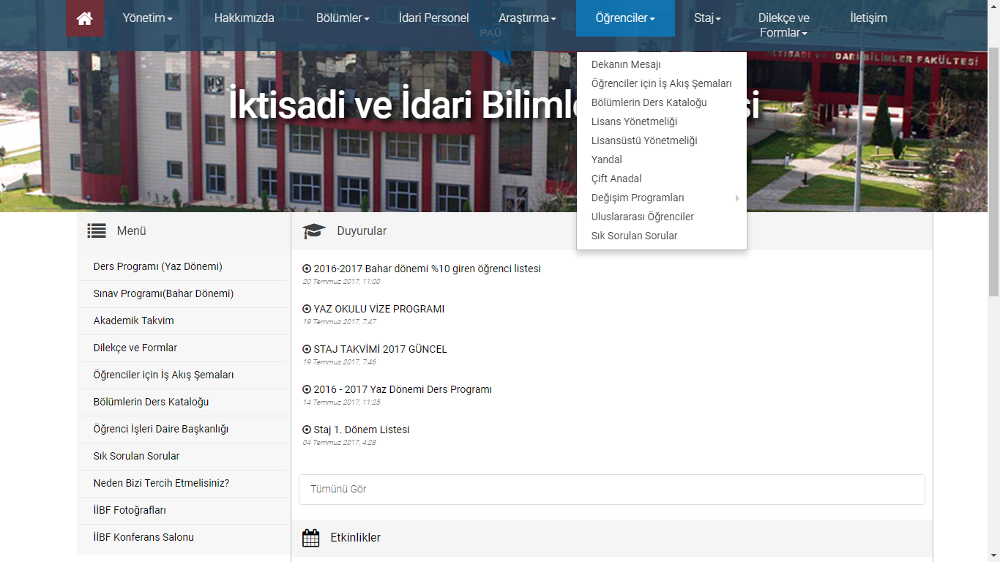 Yönetim
Hakkımızda
Bölümler
İdari Personel
Araştırma
Öğrenciler
Staj
Dilekçe ve
Formlar
İletişim
PAÜ
İKTİSADİ VE İDARİ BİLİMLER FAKÜLTESİ
İktisadi ve İdari
Dekanın Mesajı
Öğrenciler için İş Akış Şemaları
Bölümlerin Ders Kataloğu
Lisans Yönetmeliği
Lisansüstü Yönetmeliği
Yandal
Çift Anadal
Değişim Programları
Uluslararası Öğrenciler
Sık Sorulan Sorular
Menü
Ders Programı (Yaz Dönemi)
Sınav Programı(Bahar Dönemi)
Akademik Takvim
Dilekçe ve Formlar
Öğrenciler için İş Akış Şemaları
Bölümlerin Ders Kataloğu
Öğrenci İşleri Daire Başkanlığı
Sık Sorulan Sorular
Neden Bizi Tercih Etmelisiniz?
İİBF Fotoğrafları
İİBF Konferans Salonu
Duyurular
2016-2017 Bahar dönemi %10 giren öğrenci listesi
20 Temmuz 2017, 11:00
YAZ OKULU VİZE PROGRAMI
19 Temmuz 2017, 7:47
STAJ TAKVİMİ 2017 GÜNCEL
19 Temmuz 2017, 7:46
2016 - 2017 Yaz Dönemi Ders Programı
14 Temmuz 2017, 11:25
Staj 1. Dönem Listesi
04 Temmuz 2017, 4:28
Tümünü Gör
Etkinlikler